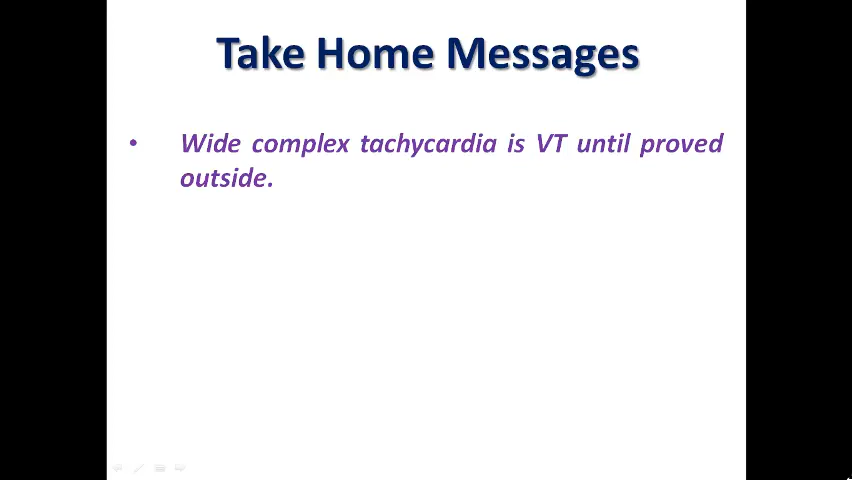 Take Home Messages
• Wide complex tachycardia is VT until proved
outside.